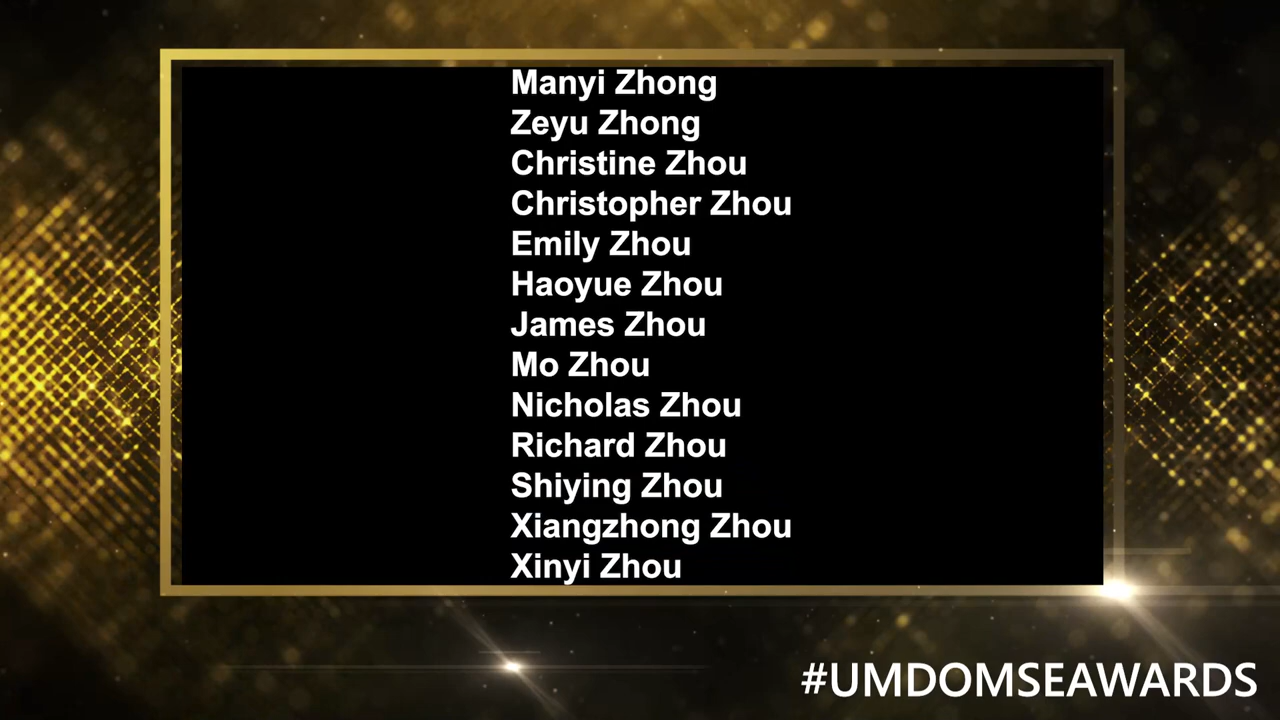 Manyi Zhong
Zeyu Zhong
Christine Zhou
Christopher Zhou
Emily Zhou
Haoyue Zhou
James Zhou
Mo Zhou
Nicholas Zhou
Richard Zhou
Shiying Zhou
Xiangzhong Zhou
Xinyi Zhou
#UMDOMSEAWARDS